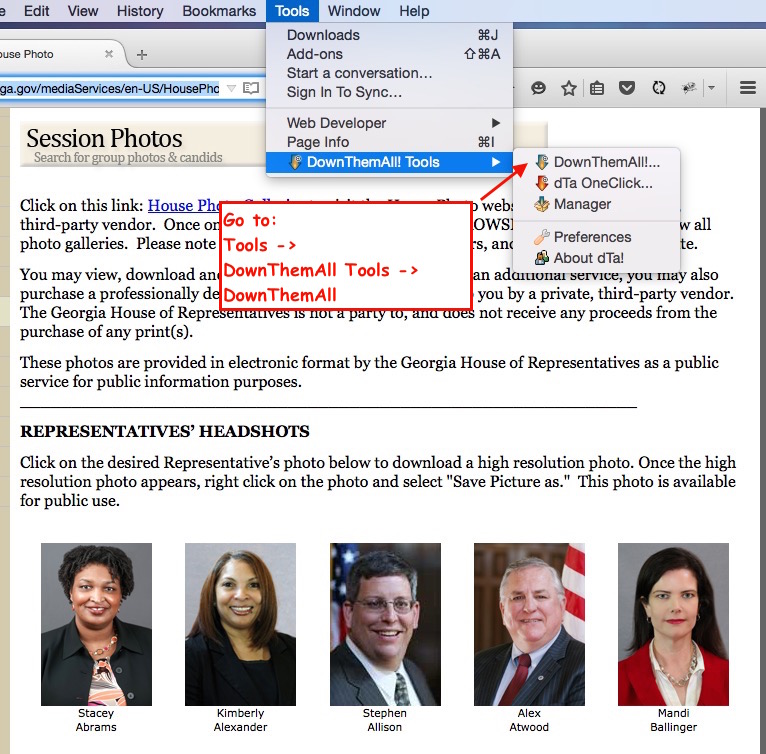 e Edit View History Bookmarks Tools Window Help
Downloads ⌘J
Add-ons ⇧⌘A
Start a conversation…
Sign In To Sync…
Web Developer
Page Info ⌘I
DownThemAll! Tools
DownThemAll!...
dTa OneClick...
Manager
Preferences
About dTa!
ouse Photo
ga.gov/mediaServices/en-US/HousePho
Session Photos
Search for group photos & candids
Go to:
Tools ->
DownThemAll Tools ->
DownThemAll
Click on this link: House Pho
third-party vendor. Once on all
photo galleries. Please note rs, and te.
You may view, download and an additional service, you may also
purchase a professionally de you by a private, third-party vendor.
The Georgia House of Representatives is not a party to, and does not receive any proceeds from the
purchase of any print(s).
These photos are provided in electronic format by the Georgia House of Representatives as a public
service for public information purposes.
REPRESENTATIVES' HEADSHOTS
Click on the desired Representative's photo below to download a high resolution photo. Once the high
resolution photo appears, right click on the photo and select "Save Picture as." This photo is available
for public use.
Stacey
Abrams
Kimberly
Alexander
Stephen
Allison
Alex
Atwood
Mandi
Ballinger